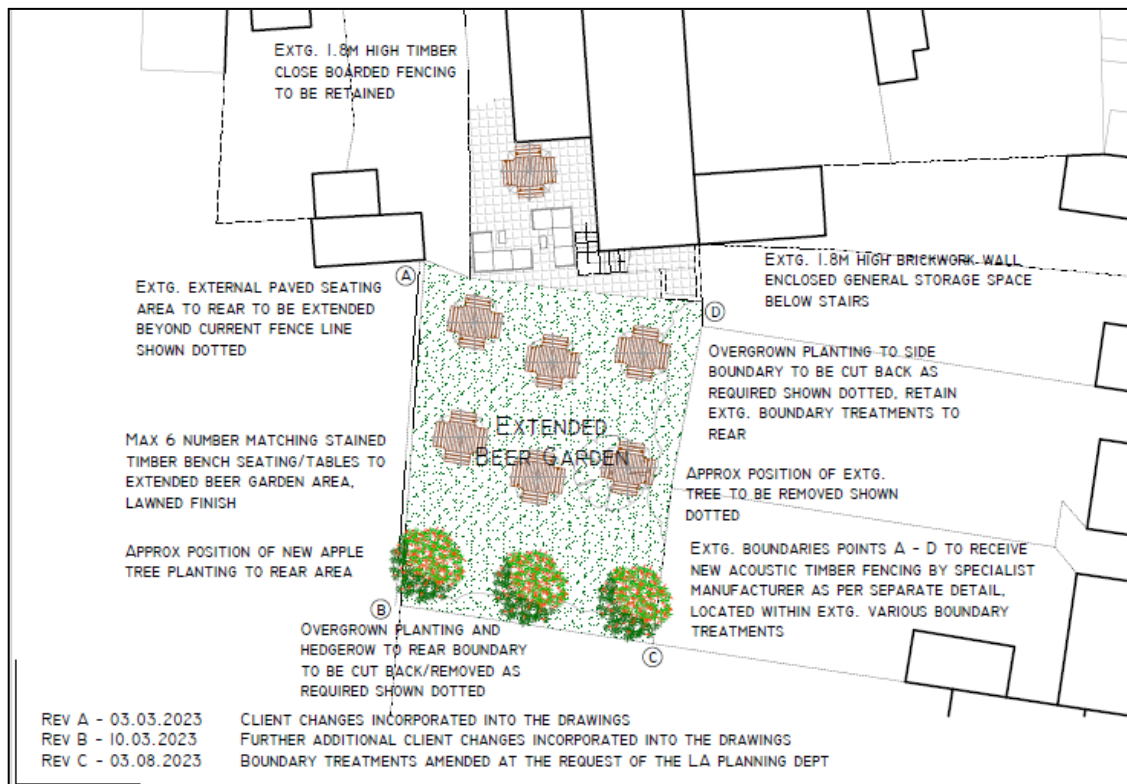 Extg. 1.8m high timber
close boarded fencing
to be retained
Extg. 1.8m high brickwork wall
enclosed general storage space
below stairs
A
Extg. external paved seating
area to rear to be extended
beyond current fence line
shown dotted
D
Overgrown planting to side
boundary to be cut back as
required shown dotted, retain
extg. boundary treatments to
rear
Extended
Beer Garden
Max 6 number matching stained
timber bench seating/tables to
extended beer garden area,
lawned finish
Approx position of extg.
tree to be removed shown
dotted
Approx position of new apple
tree planting to rear area
Extg. boundaries points A - D to receive
new acoustic timber fencing by specialist
manufacturer as per separate detail,
located within extg. various boundary
treatments
B
Overgrown planting and
hedgerow to rear boundary
to be cut back/removed as
required shown dotted
C
Rev A - 03.03.2023 Client changes incorporated into the drawings
Rev B - 10.03.2023 Further additional client changes incorporated into the drawings
Rev C - 03.08.2023 Boundary treatments amended at the request of the LA Planning Dept